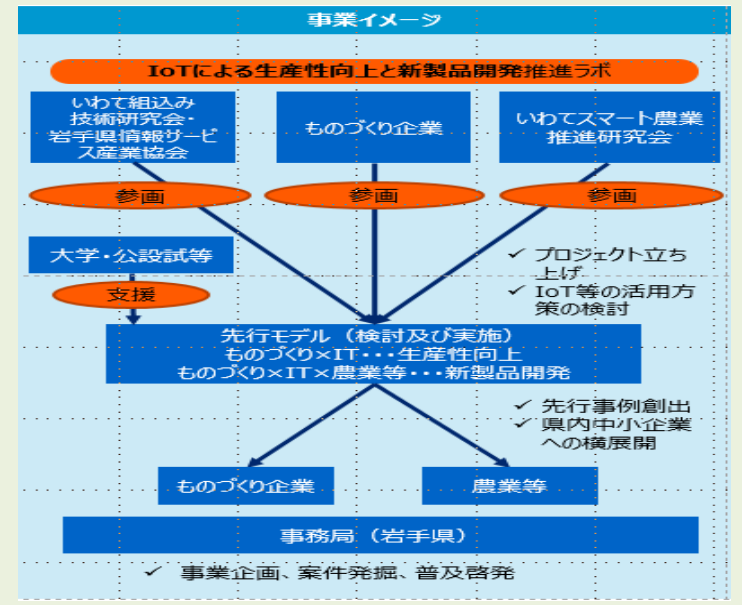 事業イメージ
IoTによる生産性向上と新製品開発推進ラボ
いわて組込み
技術研究会・
岩手県情報サービ
ス産業協会
ものづくり企業
いわてスマート農業
推進研究会
参画
参画
参画
大学・公設試等
支援
✓ プロジェクト立ち
上げ
✓ IoT等の活用方
策の検討
先行モデル（検討及び実施）
ものづくり×IT・・・生産性向上
ものづくり×IT×農業等・・・新製品開発
✓ 先行事例創出
✓ 県内中小企業
への横展開
ものづくり企業
農業等
事務局（岩手県）
✓ 事業企画、案件発掘、普及啓発